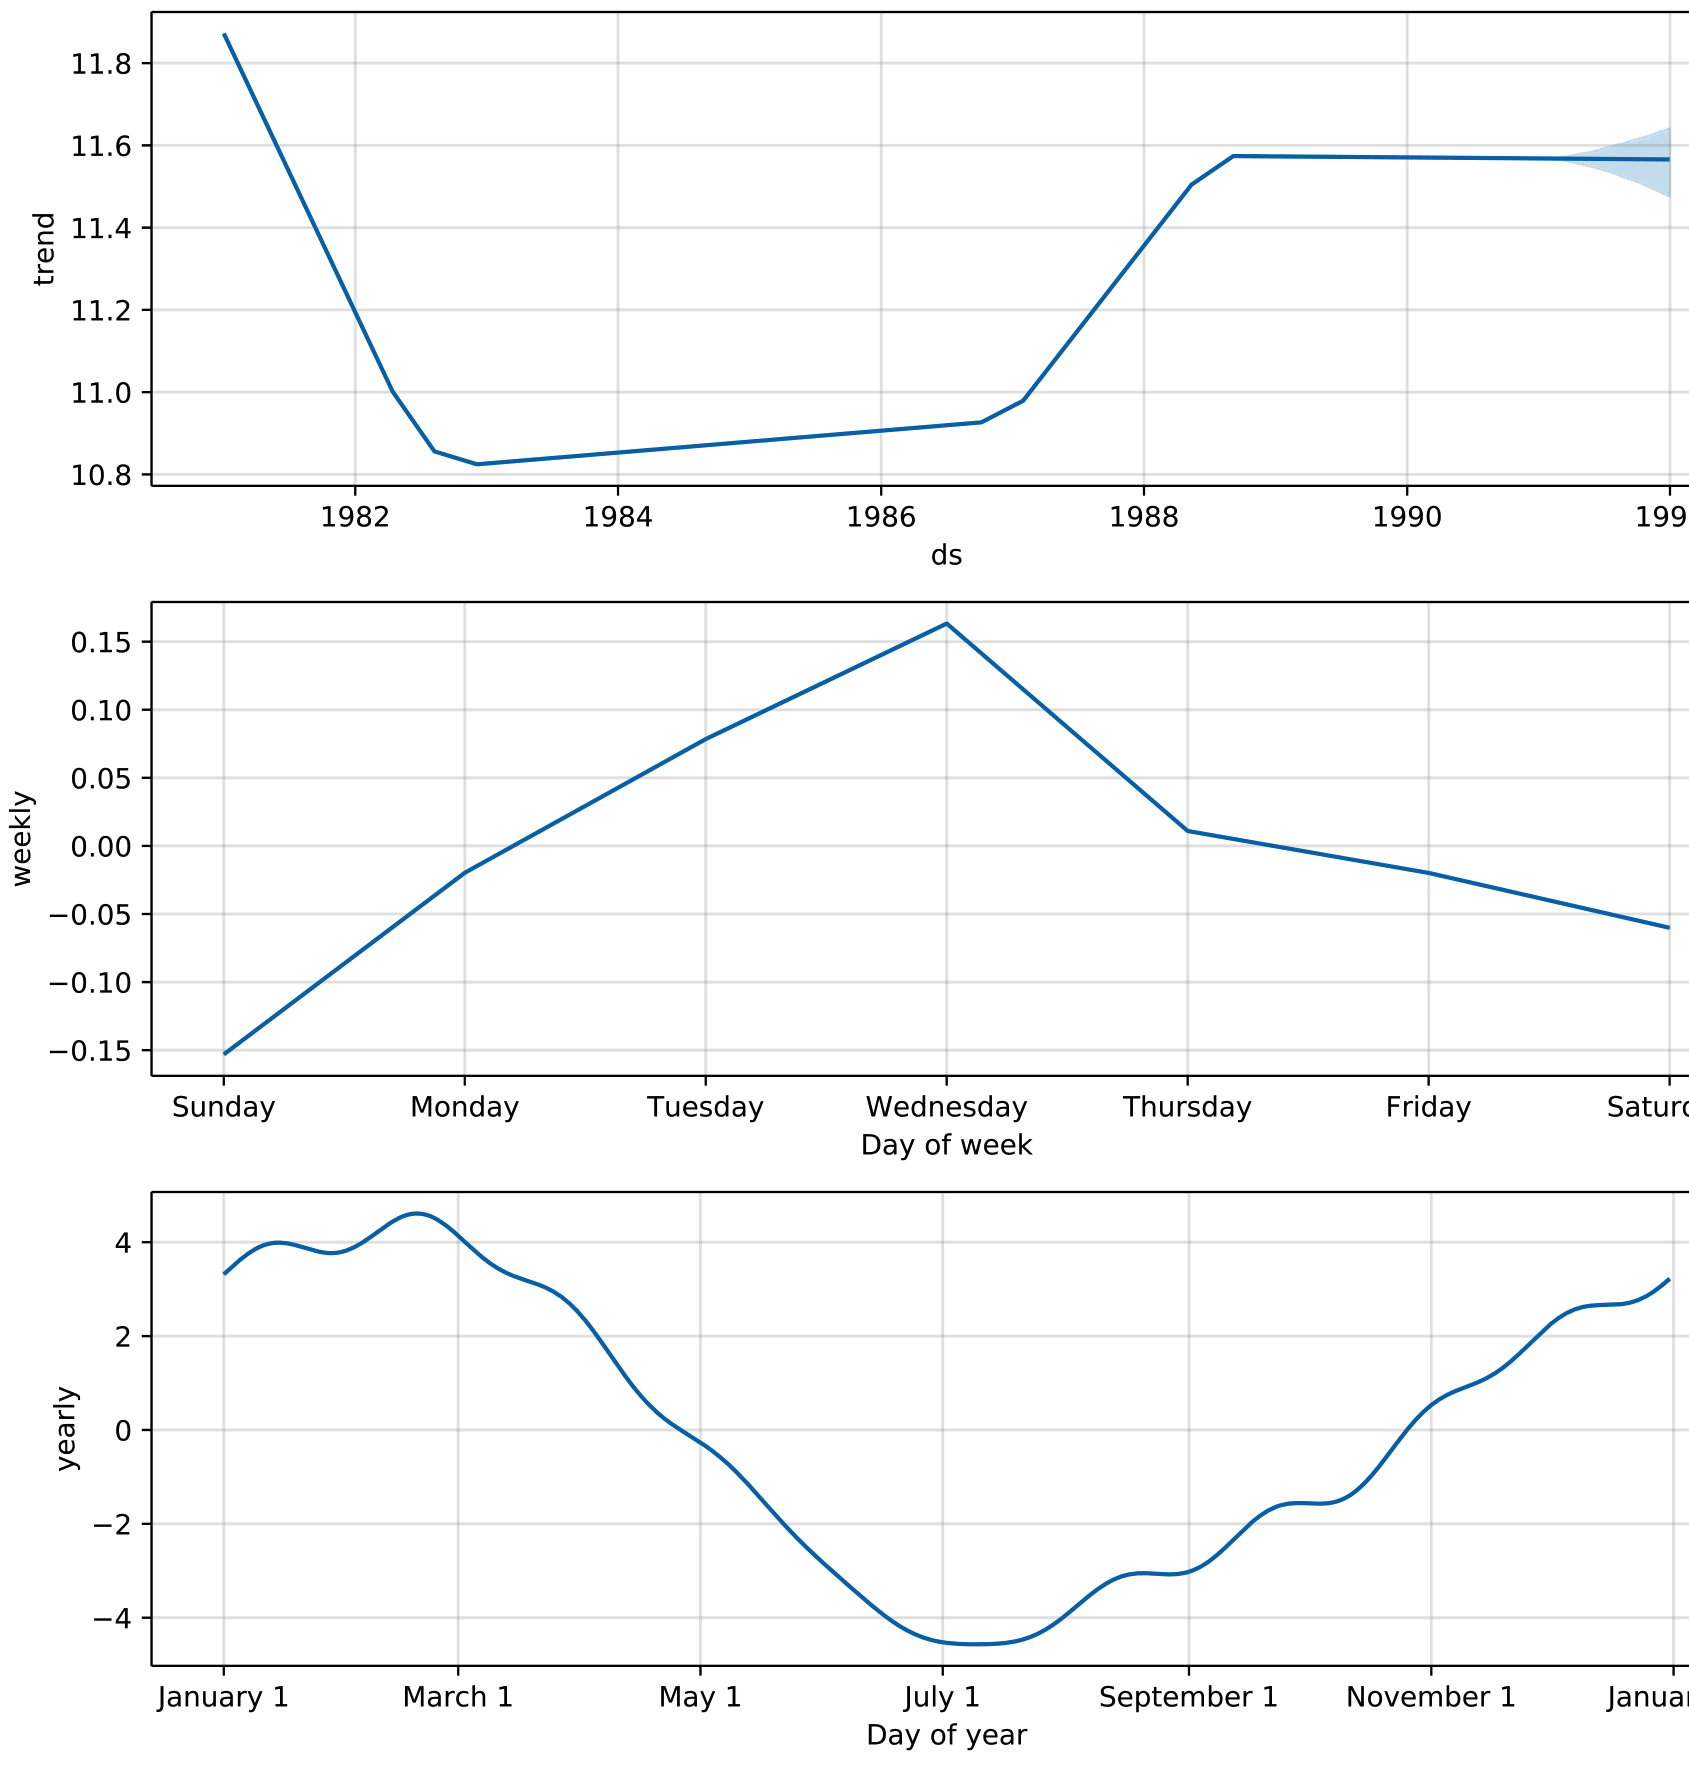 11.8
11.6
11.4
11.2
11.0
10.8
trend
1982 1984 1986 1988 1990 199
ds
0.15
0.10
0.05
0.00
−0.05
−0.10
−0.15
weekly
Sunday Monday Tuesday Wednesday Thursday Friday Satur
Day of week
4
2
0
−2
−4
yearly
January 1 March 1 May 1 July 1 September 1 November 1 Janua
Day of year